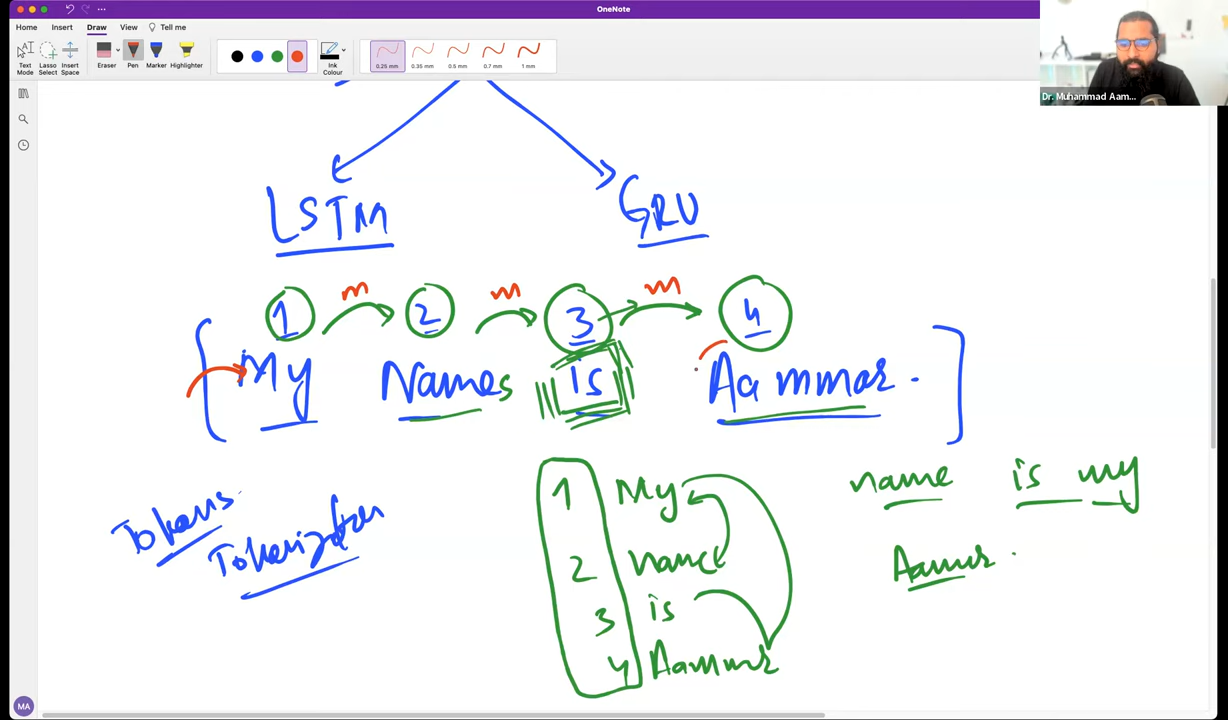 OneNote
Home Insert Draw View Tell me
Text Mode
Lasso Select
Insert Space
Eraser
Pen
Marker
Highlighter
Ink Colour
0.25 mm
0.35 mm
0.5 mm
0.7 mm
1 mm
Dr. Muhammad Aam...
LSTM GRU
1 m 2 m 3 m 4
[ My Names is Aammar. ]
Tokens
Tokenization
1 My
2 name
3 is
4 Aammar
name is my
Aamar.
MA